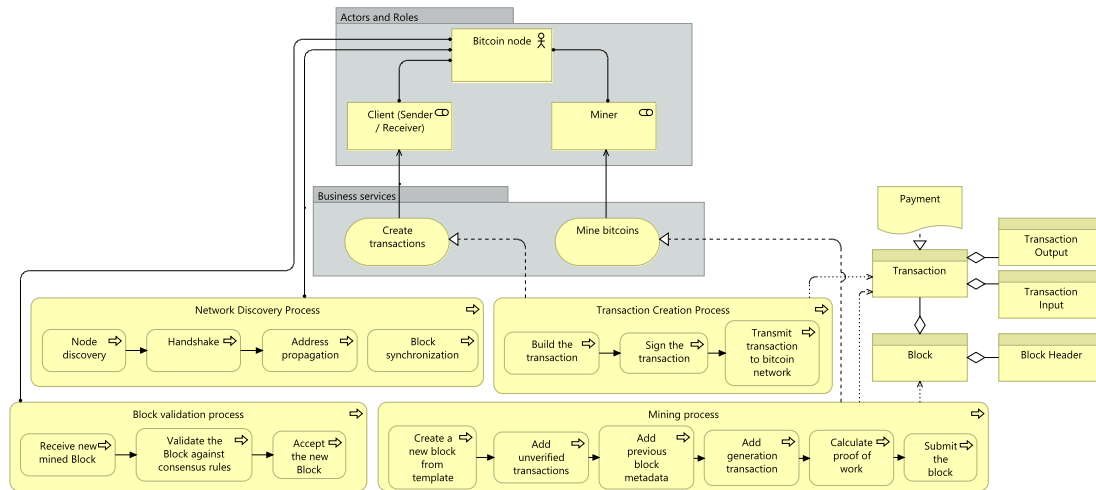 Actors and Roles
Bitcoin node
Client (Sender
/ Receiver)
Miner
Business services
Create
transactions
Mine bitcoins
Payment
Transaction
Transaction
Output
Transaction
Input
Block
Block Header
Network Discovery Process
Node
discovery
Handshake
Address
propagation
Block
synchronization
Transaction Creation Process
Build the
transaction
Sign the
transaction
Transmit
transaction
to bitcoin
network
Block validation process
Receive new
mined Block
Validate the
Block against
consensus rules
Accept
the new
Block
Mining process
Create a
new block
from
template
Add
unverified
transactions
Add
previous
block
metadata
Add
generation
transaction
Calculate
proof of
work
Submit
the
block